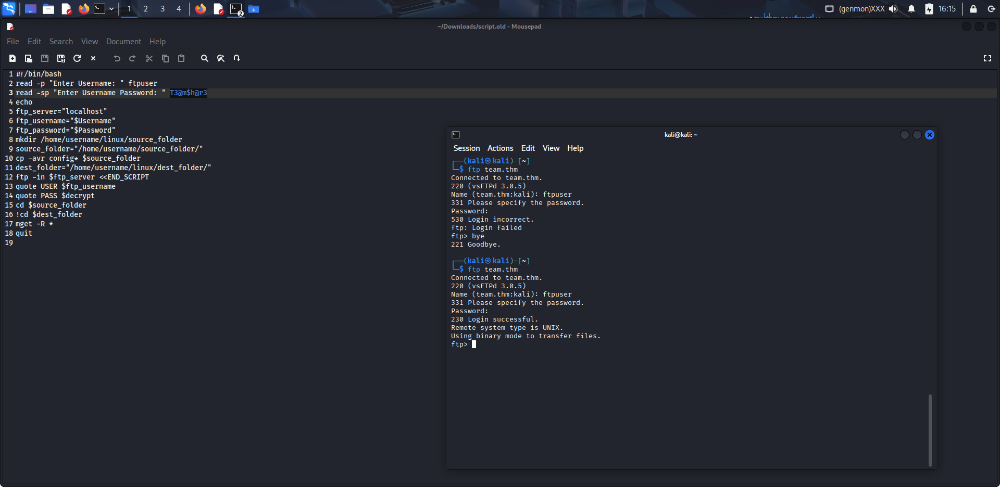 1 2 3 4 2 (genmon)XXX 16:15
~/Downloads/script.old - Mousepad
File Edit Search View Document Help
1 #!/bin/bash
2 read -p "Enter Username: " ftpuser
3 read -sp "Enter Username Password: " T3@m$h@r3
4 echo
5 ftp_server="localhost"
6 ftp_username="$Username"
7 ftp_password="$Password"
8 mkdir /home/username/linux/source_folder
9 source_folder="/home/username/source_folder/"
10 cp -avr config* $source_folder
11 dest_folder="/home/username/linux/dest_folder/"
12 ftp -in $ftp_server <<END_SCRIPT
13 quote USER $ftp_username
14 quote PASS $decrypt
15 cd $source_folder
16 !cd $dest_folder
17 mget -R *
18 quit
19
kali@kali: ~
Session Actions Edit View Help
┌──(kali㉿kali)-[~]
└─$ ftp team.thm
Connected to team.thm.
220 (vsFTPd 3.0.5)
Name (team.thm:kali): ftpuser
331 Please specify the password.
Password:
530 Login incorrect.
ftp: Login failed
ftp> bye
221 Goodbye.
┌──(kali㉿kali)-[~]
└─$ ftp team.thm
Connected to team.thm.
220 (vsFTPd 3.0.5)
Name (team.thm:kali): ftpuser
331 Please specify the password.
Password:
230 Login successful.
Remote system type is UNIX.
Using binary mode to transfer files.
ftp>